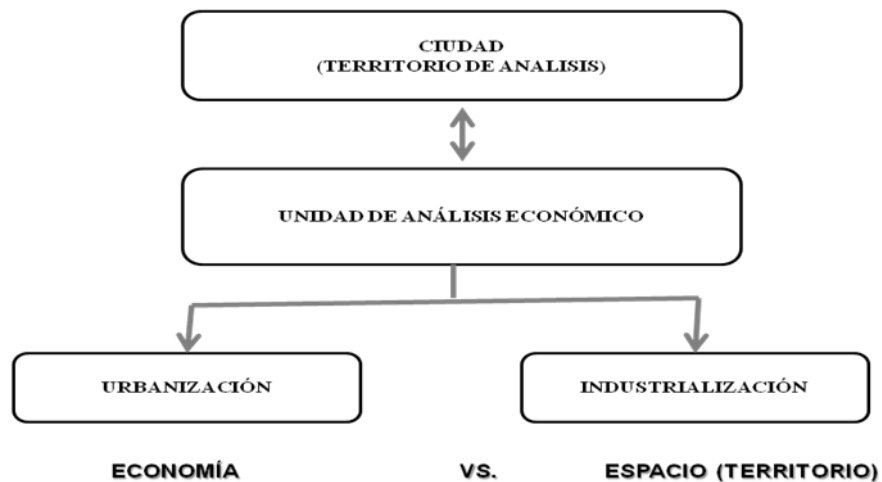 CIUDAD
(TERRITORIO DE ANALISIS)
UNIDAD DE ANÁLISIS ECONÓMICO
URBANIZACIÓN
INDUSTRIALIZACIÓN
ECONOMÍA VS. ESPACIO (TERRITORIO)